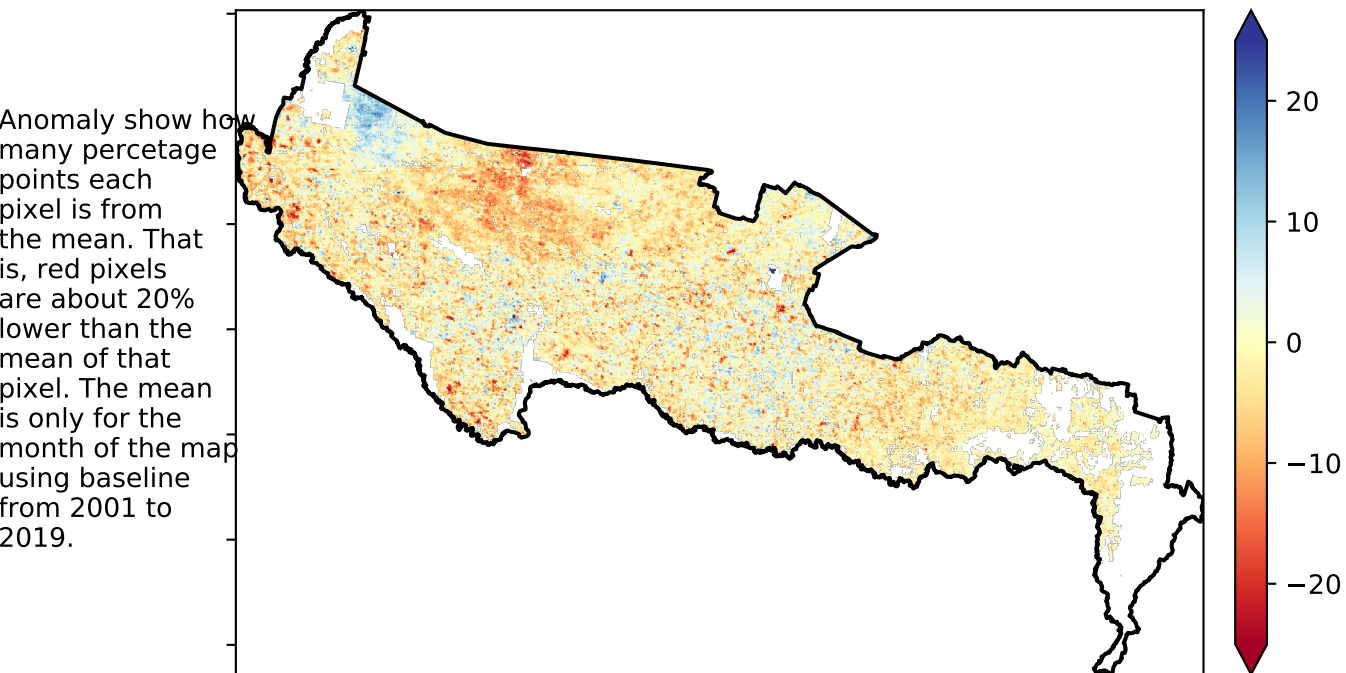 Anomaly show how
many percetage
points each
pixel is from
the mean. That
is, red pixels
are about 20%
lower than the
mean of that
pixel. The mean
is only for the
month of the map
using baseline
from 2001 to
2019.
20
10
0
−10
−20